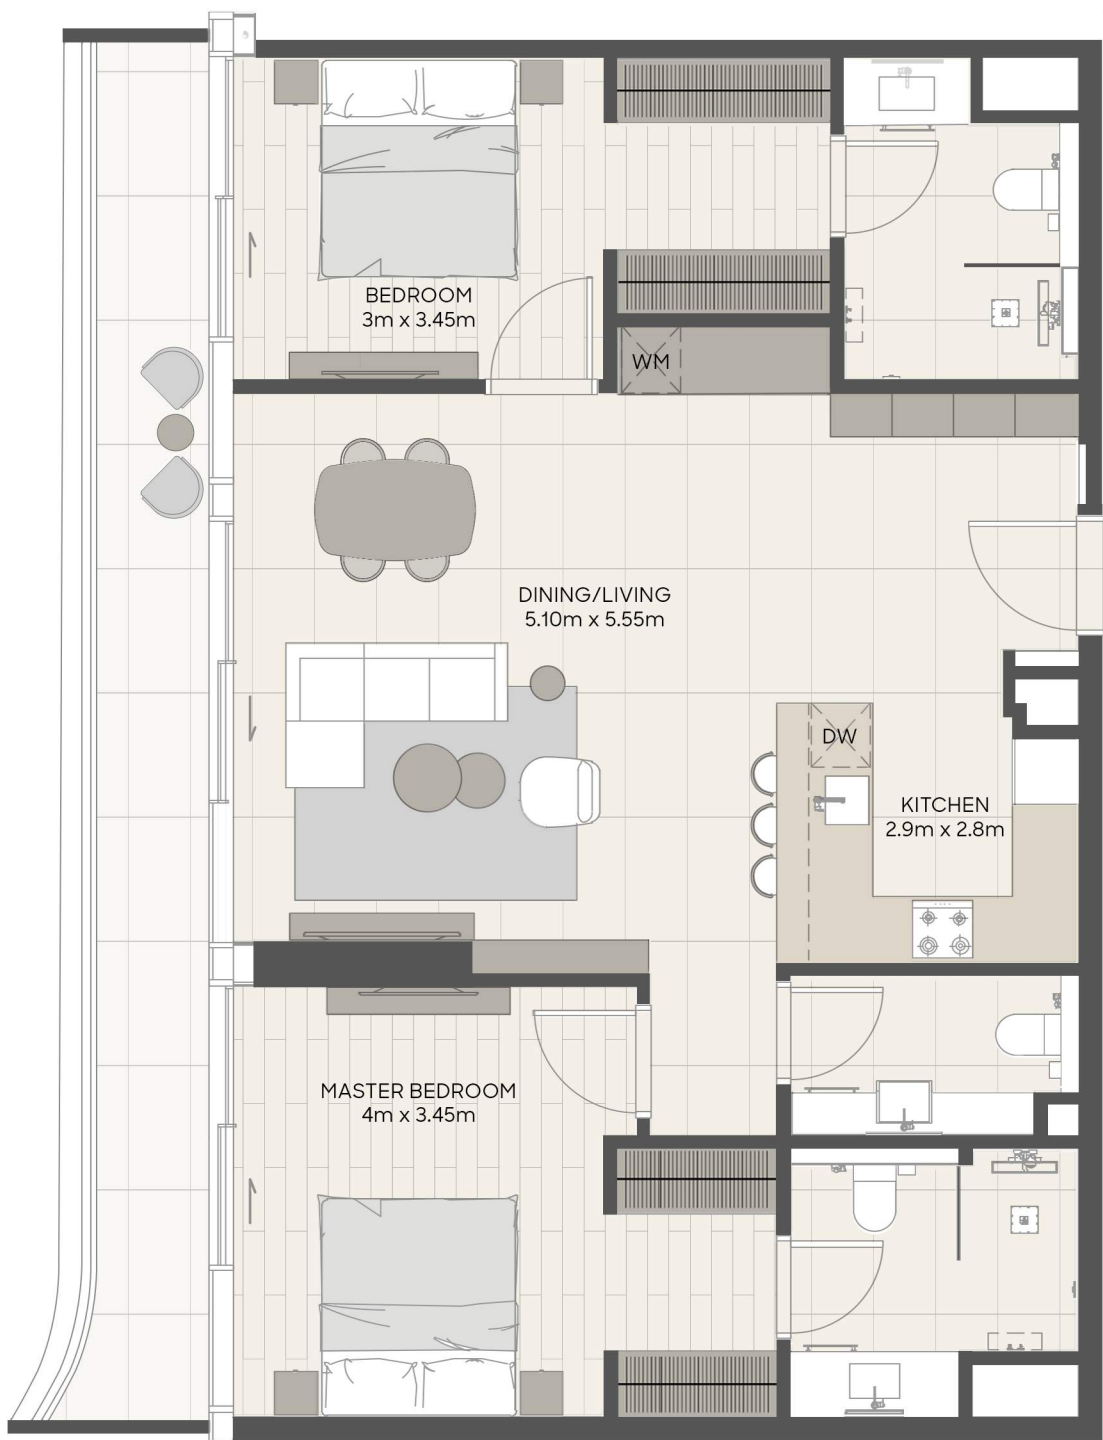 BEDROOM
3m x 3.45m
WM
DINING/LIVING
5.10m x 5.55m
DW
KITCHEN
2.9m x 2.8m
MASTER BEDROOM
4m x 3.45m